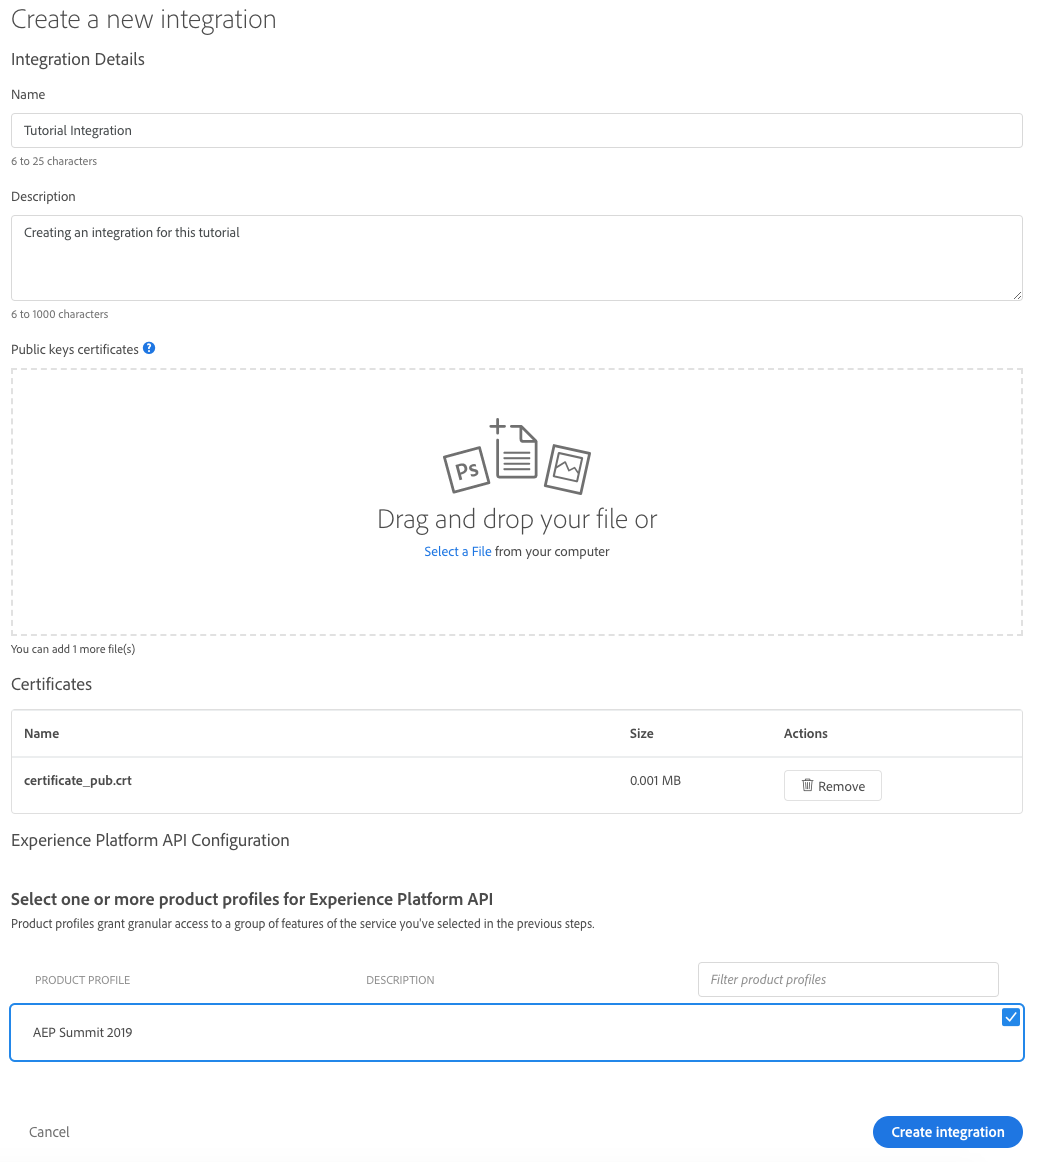 Create a new integration
Integration Details
Name
Tutorial Integration
6 to 25 characters
Description
Creating an integration for this tutorial
6 to 1000 characters
Public keys certificates ?
Ps
Drag and drop your file or
Select a File from your computer
You can add 1 more file(s)
Certificates
Name Size Actions
certificate_pub.crt 0.001 MB Remove
Experience Platform API Configuration
Select one or more product profiles for Experience Platform API
Product profiles grant granular access to a group of features of the service you've selected in the previous steps.
PRODUCT PROFILE DESCRIPTION Filter product profiles
AEP Summit 2019
Cancel Create integration